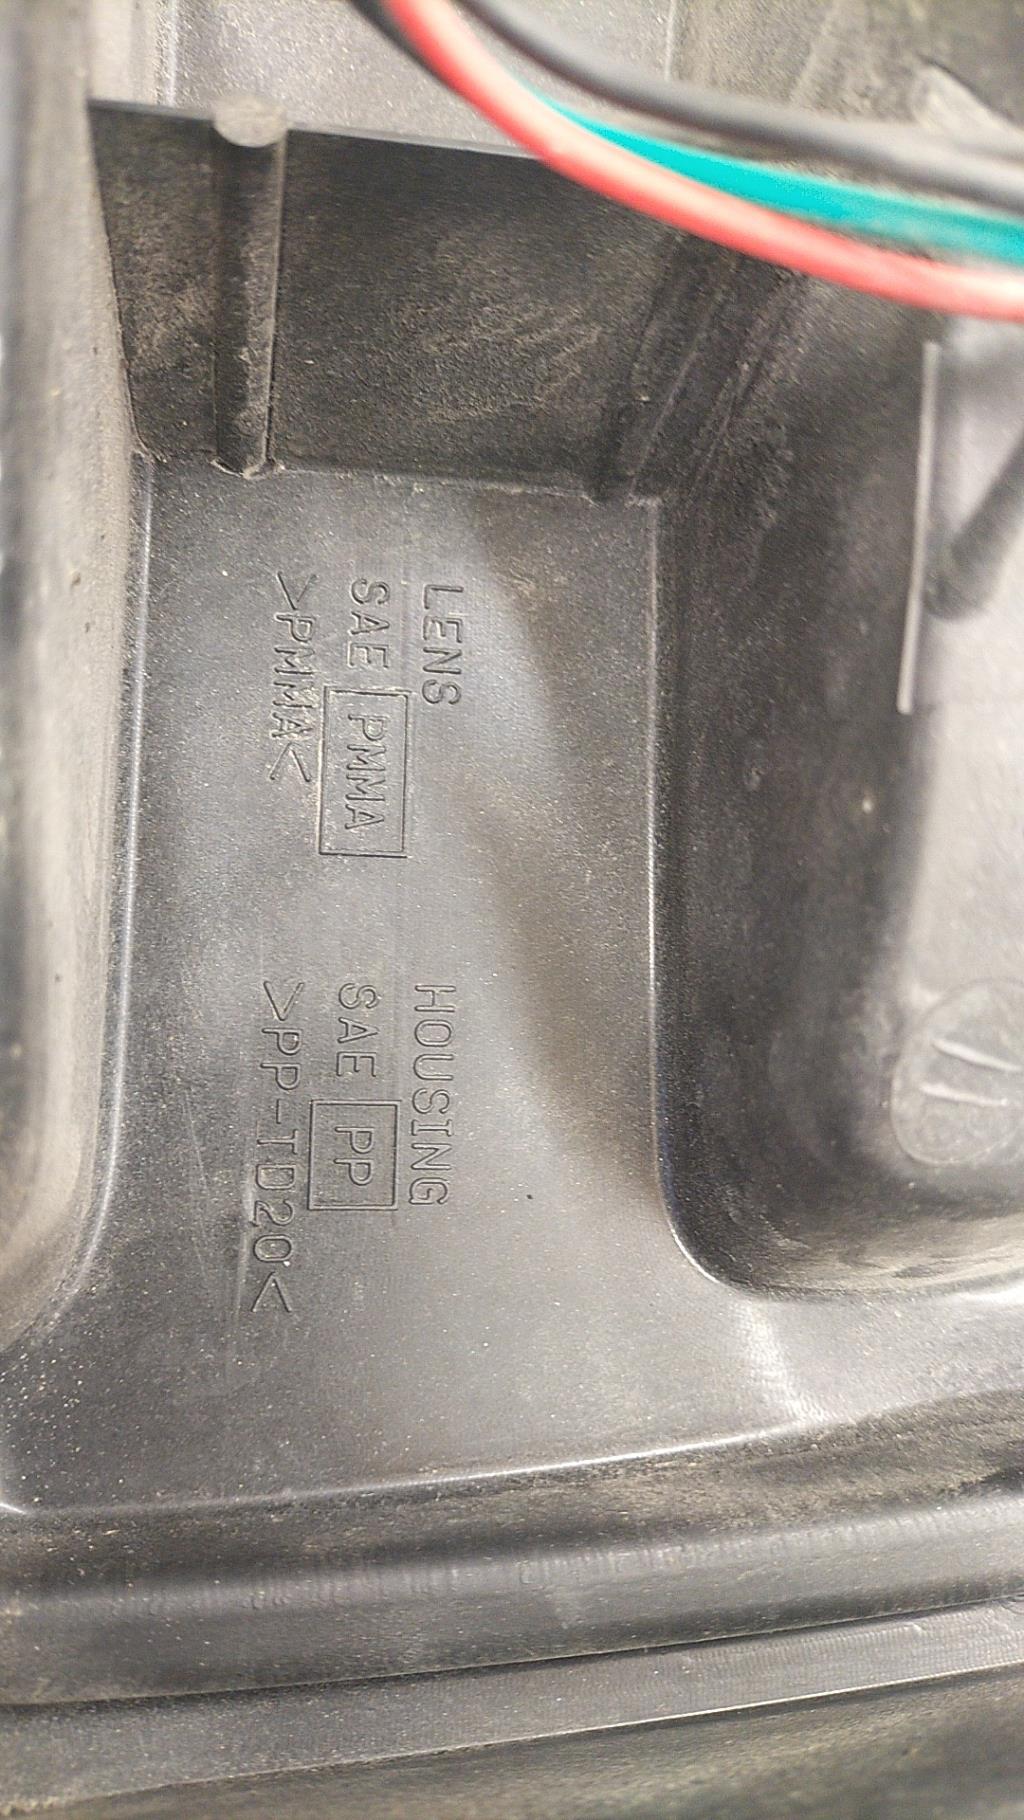 LENS
SAE PMMA
>PMMA<
HOUSING
SAE PP
>PP-TD20<